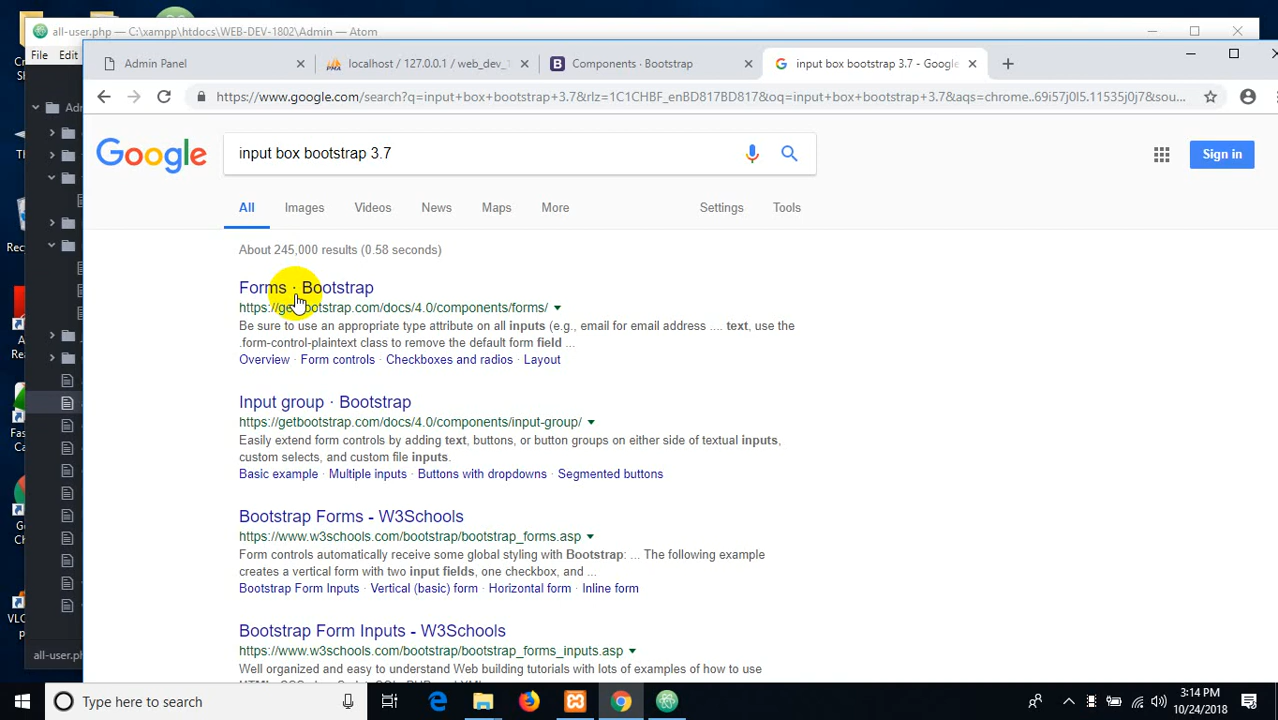 all-user.php — C:\xampp\htdocs\WEB-DEV-1802\Admin — Atom
File Edit
Admin Panel
localhost / 127.0.0.1 / web_dev_
Components · Bootstrap
input box bootstrap 3.7 - Google
https://www.google.com/search?q=input+box+bootstrap+3.7&rlz=1C1CHBF_enBD817BD817&oq=input+box+bootstrap+3.7&aqs=chrome..69i57j0l5.11535j0j7&sou...
Google
input box bootstrap 3.7
Sign in
All Images Videos News Maps More Settings Tools
About 245,000 results (0.58 seconds)
Forms · Bootstrap
https://getbootstrap.com/docs/4.0/components/forms/
Be sure to use an appropriate type attribute on all inputs (e.g., email for email address .... text, use the
.form-control-plaintext class to remove the default form field ...
Overview · Form controls · Checkboxes and radios · Layout
Input group · Bootstrap
https://getbootstrap.com/docs/4.0/components/input-group/
Easily extend form controls by adding text, buttons, or button groups on either side of textual inputs,
custom selects, and custom file inputs.
Basic example · Multiple inputs · Buttons with dropdowns · Segmented buttons
Bootstrap Forms - W3Schools
https://www.w3schools.com/bootstrap/bootstrap_forms.asp
Form controls automatically receive some global styling with Bootstrap: ... The following example
creates a vertical form with two input fields, one checkbox, and ...
Bootstrap Form Inputs · Vertical (basic) form · Horizontal form · Inline form
Bootstrap Form Inputs - W3Schools
https://www.w3schools.com/bootstrap/bootstrap_forms_inputs.asp
Well organized and easy to understand Web building tutorials with lots of examples of how to use
all-user.ph
Type here to search
3:14 PM
10/24/2018